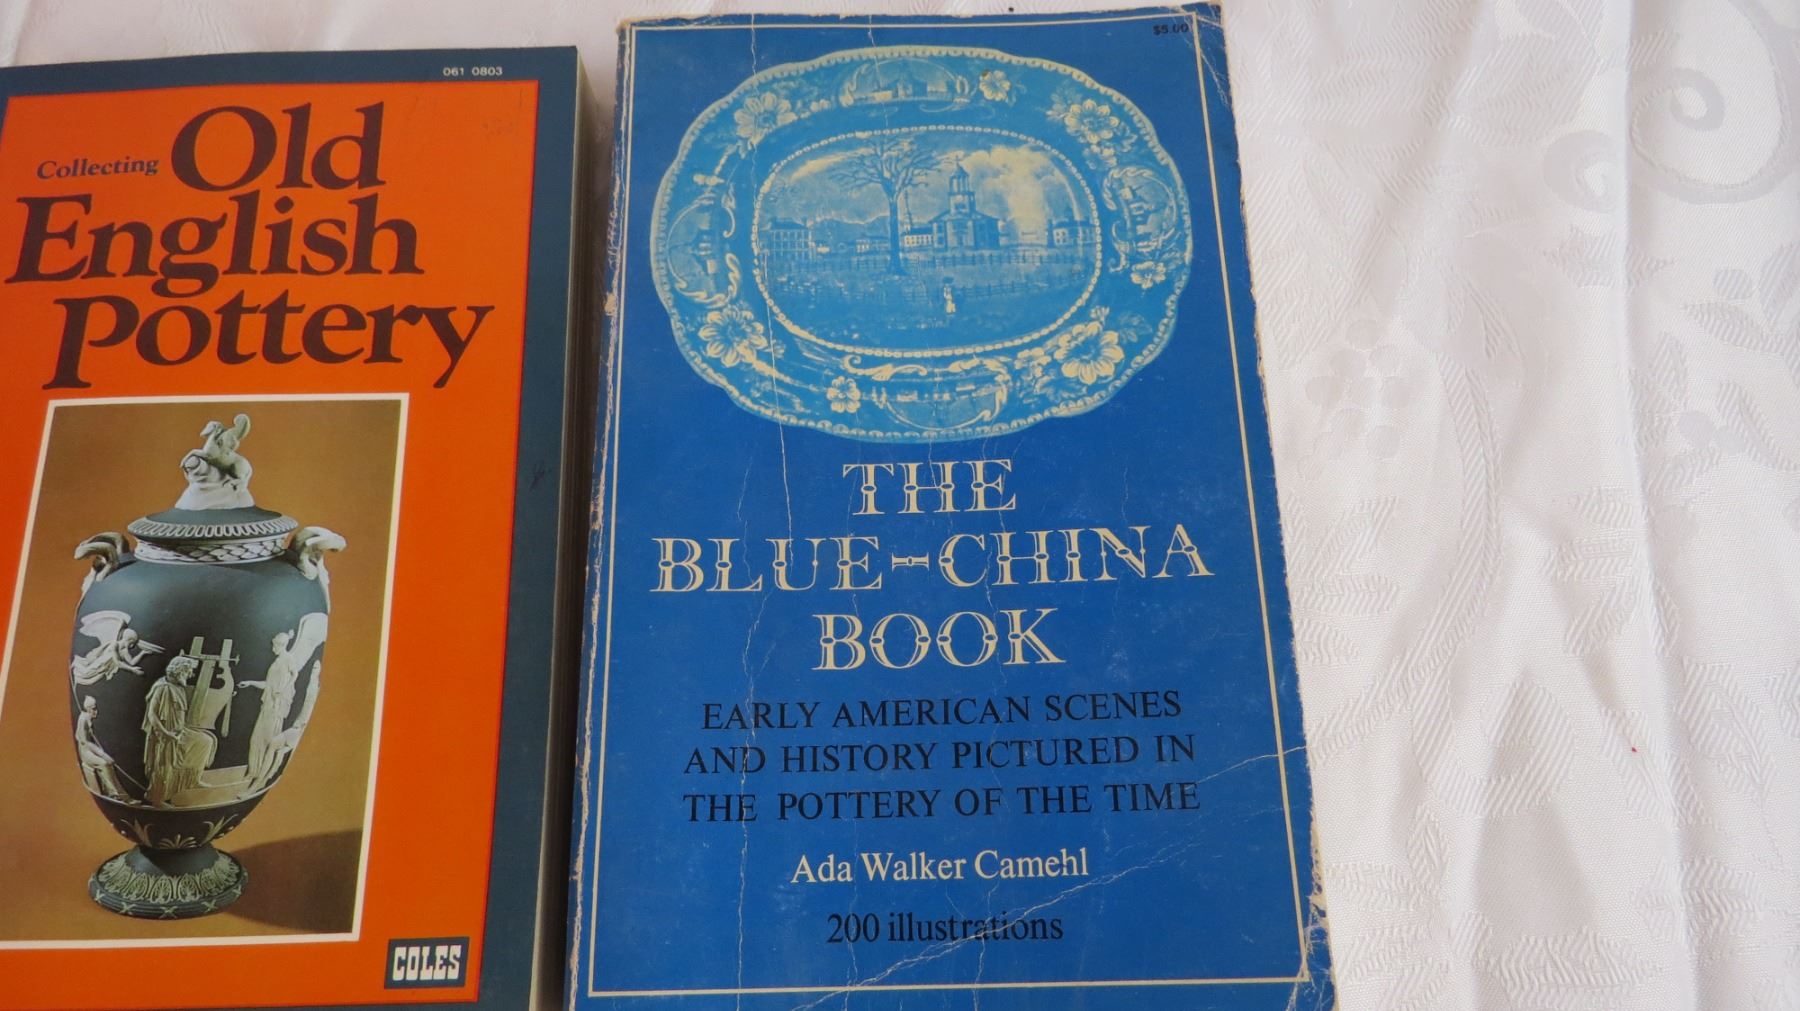 061 0803
Collecting Old
English
Pottery
COLES
$5.00
THE
BLUE-CHINA
BOOK
EARLY AMERICAN SCENES
AND HISTORY PICTURED IN
THE POTTERY OF THE TIME
Ada Walker Camehl
200 illustrations